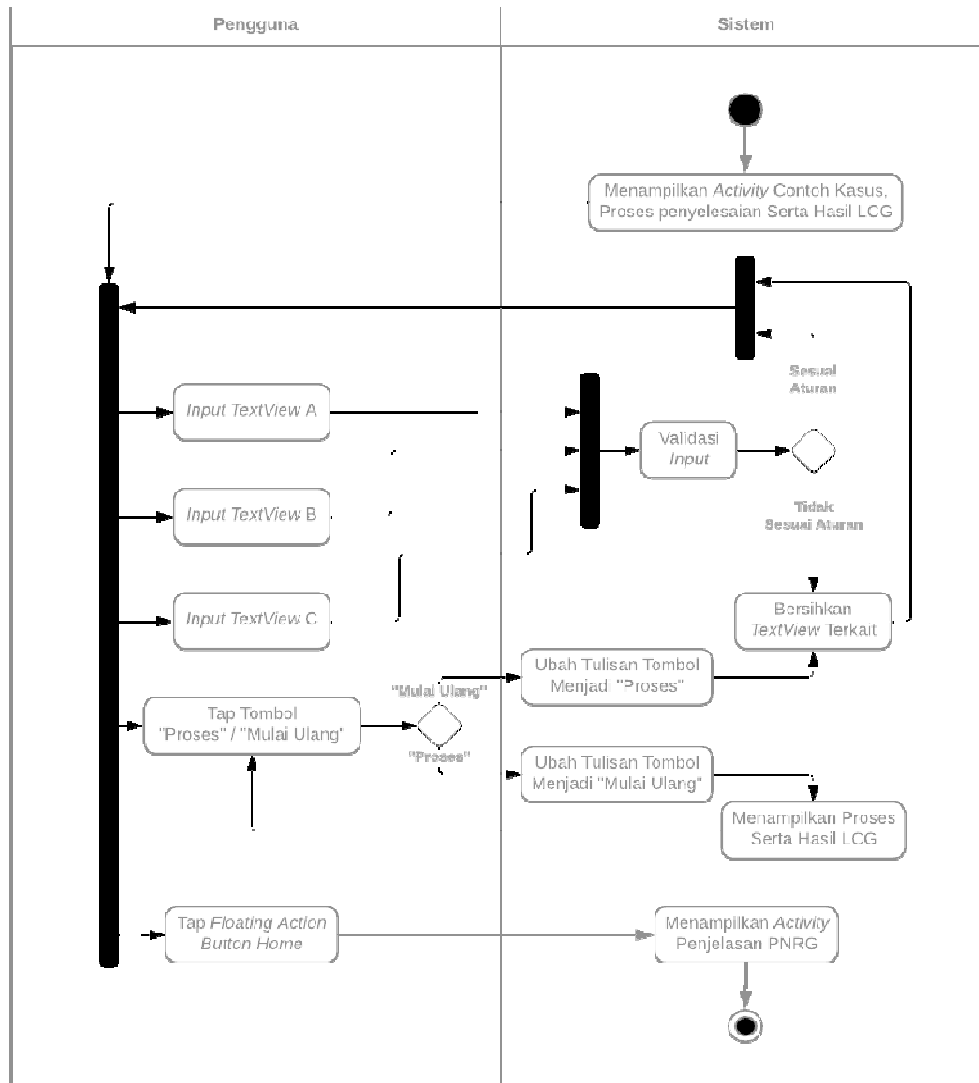 Pengguna
Sistem
Menampilkan Activity Contoh Kasus,
Proses penyelesaian Serta Hasil LCG
Sesuai
Aturan
Input TextView A
Validasi
Input
Input TextView B
Tidak
Sesuai Aturan
Input TextView C
Bersihkan
TextView Terkait
Ubah Tulisan Tombol
Menjadi "Proses"
"Mulai Ulang"
Tap Tombol
"Proses" / "Mulai Ulang"
"Proses"
Ubah Tulisan Tombol
Menjadi "Mulai Ulang"
Menampilkan Proses
Serta Hasil LCG
Tap Floating Action
Button Home
Menampilkan Activity
Penjelasan PNRG